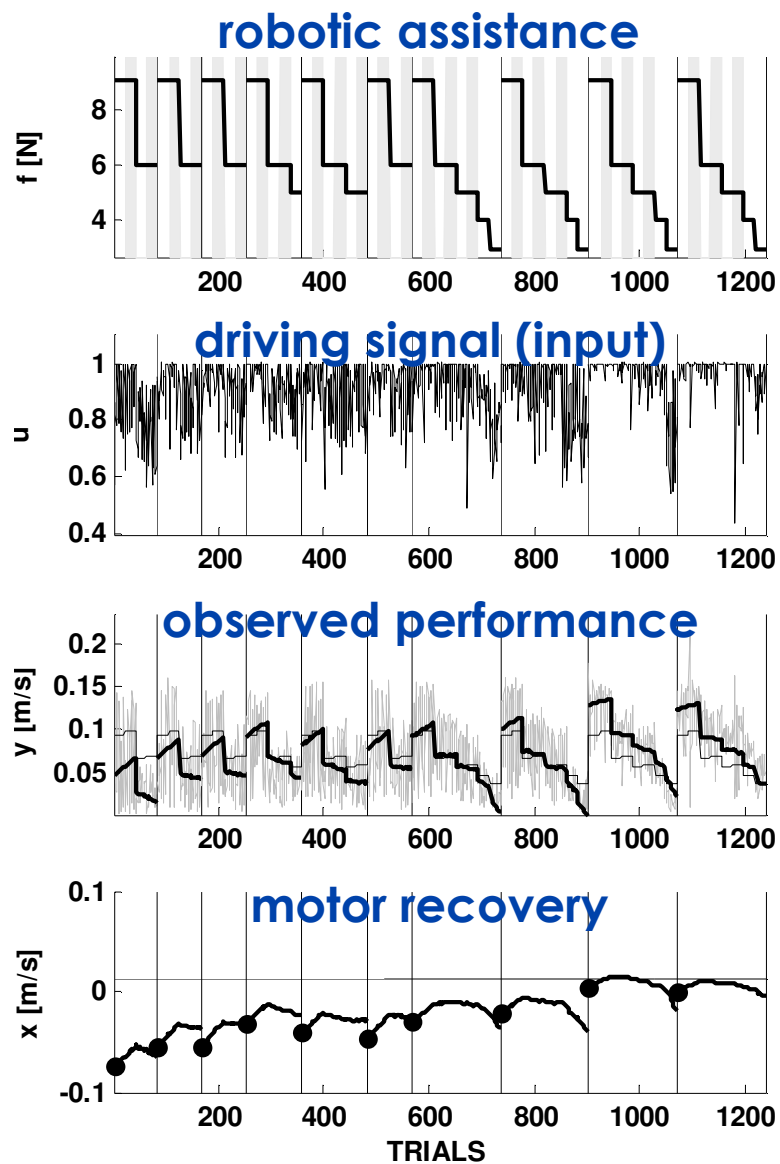 robotic assistance
f [N]
8
6
4
200 400 600 800 1000 1200
driving signal (input)
u
1
0.8
0.6
0.4
200 400 600 800 1000 1200
observed performance
y [m/s]
0.2
0.15
0.1
0.05
200 400 600 800 1000 1200
motor recovery
x [m/s]
0.1
0
-0.1
200 400 600 800 1000 1200
TRIALS